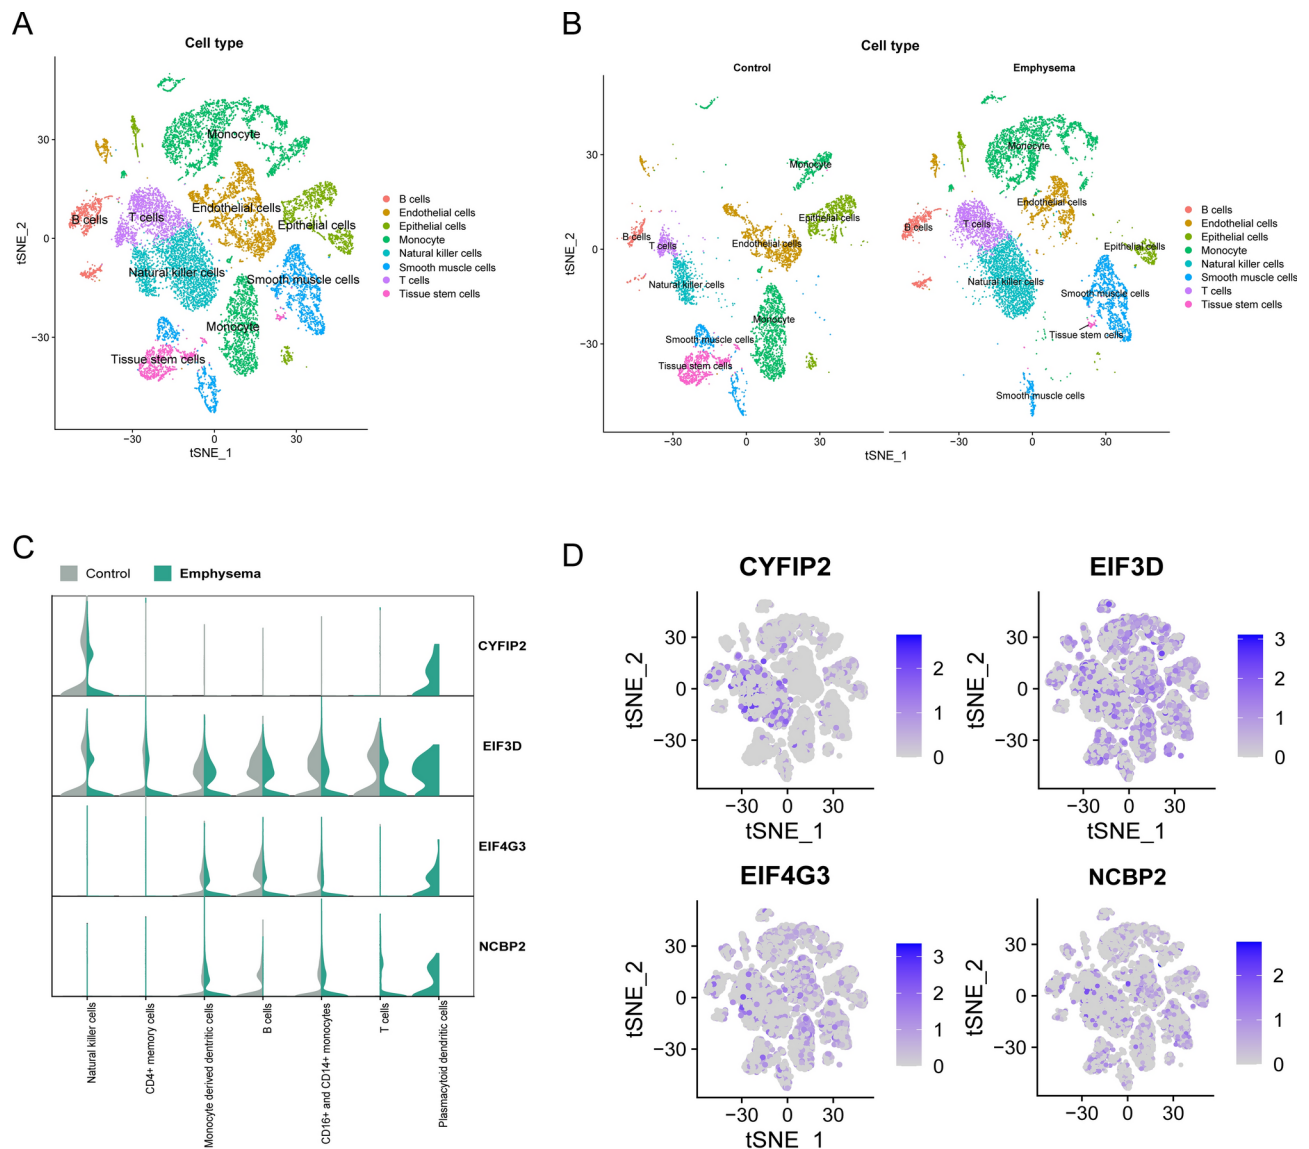 A
Cell type
Monocyte
Endothelial cells
B cells
T cells
Epithelial cells
Natural killer cells
Smooth muscle cells
Monocyte
Tissue stem cells
30
0
−30
tSNE_2
−30
0
30
tSNE_1
B cells
Endothelial cells
Epithelial cells
Monocyte
Natural killer cells
Smooth muscle cells
T cells
Tissue stem cells
B
Cell type
Control
Emphysema
Monocyte
Epithelial cells
B cells
T cells
Endothelial cells
Natural killer cells
Monocyte
Smooth muscle cells
Tissue stem cells
Monocyte
Endothelial cells
T cells
B cells
Epithelial cells
Natural killer cells
Smooth muscle cells
Tissue stem cells
Smooth muscle cells
30
0
−30
tSNE_2
−30
0
30
−30
0
30
tSNE_1
B cells
Endothelial cells
Epithelial cells
Monocyte
Natural killer cells
Smooth muscle cells
T cells
Tissue stem cells
C
Control
Emphysema
CYFIP2
EIF3D
EIF4G3
NCBP2
Natural killer cells
CD4+ memory cells
Monocyte derived dentritic cells
B cells
CD16+ and CD14+ monocytes
T cells
Plasmacytoid dendritic cells
D
CYFIP2
30
0
−30
tSNE_2
−30
0
30
tSNE_1
2
1
0
EIF3D
30
0
−30
tSNE_2
−30
0
30
tSNE_1
3
2
1
0
EIF4G3
30
0
−30
tSNE_2
−30
0
30
tSNE_1
3
2
1
0
NCBP2
30
0
−30
tSNE_2
−30
0
30
tSNE_1
2
1
0